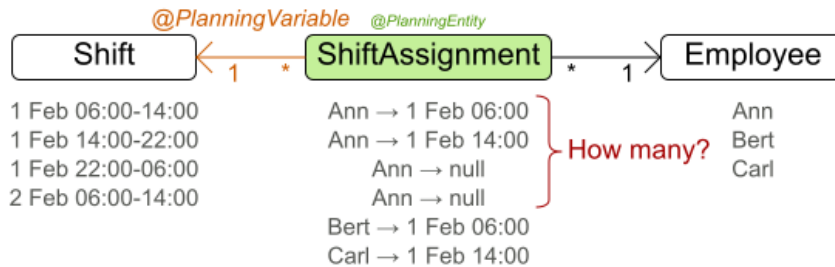 @PlanningVariable @PlanningEntity
Shift ShiftAssignment Employee
1 * * 1
1 Feb 06:00-14:00 Ann → 1 Feb 06:00 Ann
1 Feb 14:00-22:00 Ann → 1 Feb 14:00 Bert
How many?
1 Feb 22:00-06:00 Ann → null Carl
2 Feb 06:00-14:00 Ann → null
Bert → 1 Feb 06:00
Carl → 1 Feb 14:00